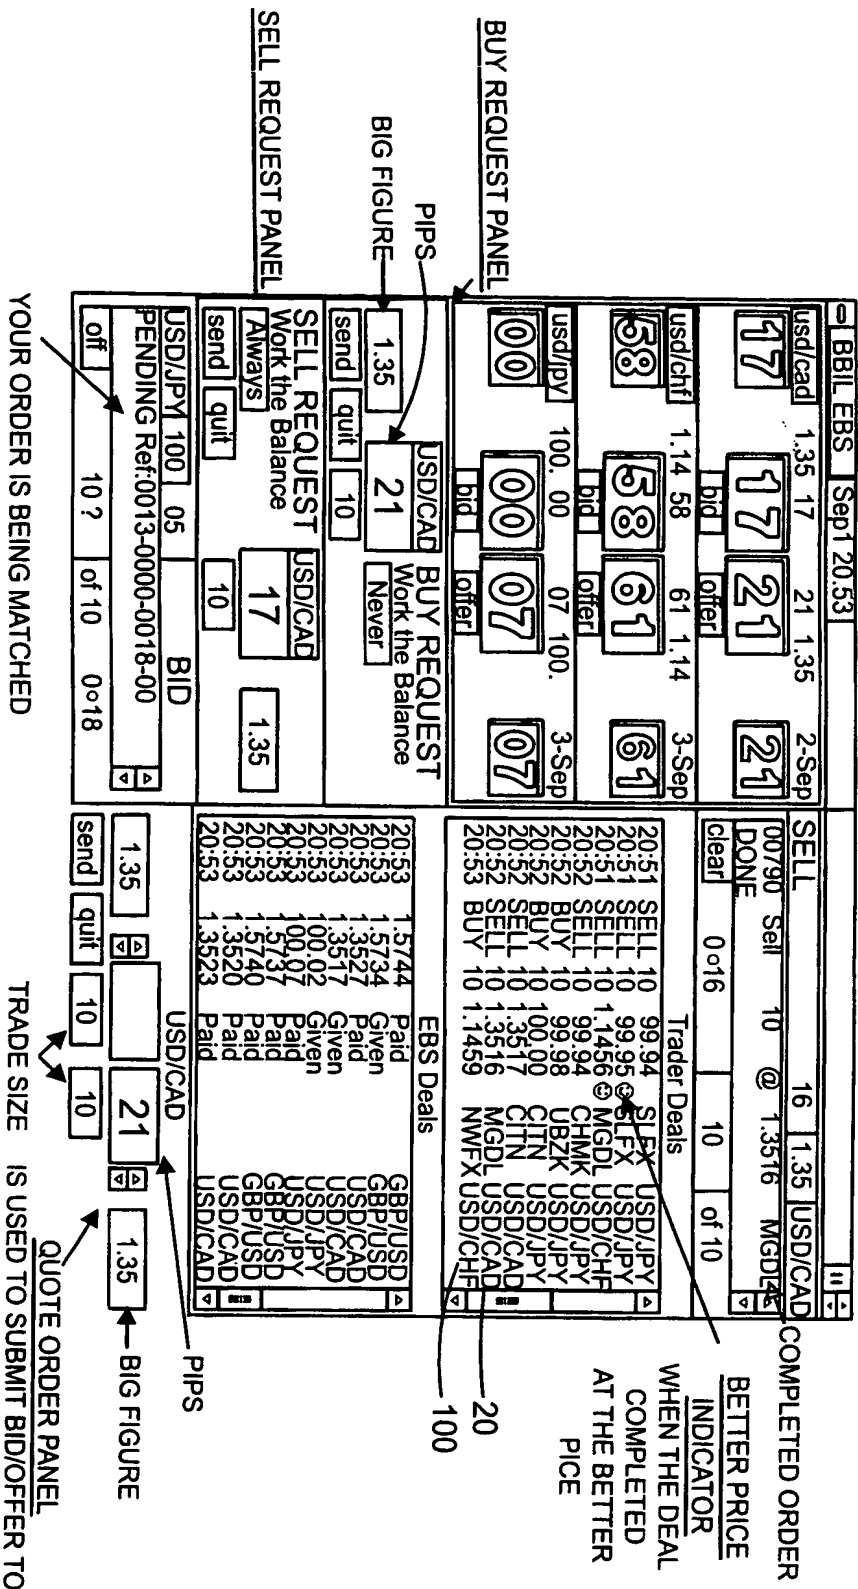 BUY REQUEST PANEL
PIPS
BIG FIGURE
SELL REQUEST PANEL
BBIL EBS Sep1 20.53
usd/cad 1.35 17 21 1.35 2-Sep
17 17 21 21
bid offer
usd/chf 1.14 58 61 1.14 3-Sep
58 58 61 61
bid offer
usd/jpy 100. 00 07 100. 3-Sep
00 00 07 07
bid offer
USD/CAD BUY REQUEST
1.35 21 Work the Balance
Never
send quit 10
SELL REQUEST USD/CAD
Work the Balance 17 1.35
Always
send quit 10
USD/JPY 100 05 BID
PENDING Ref:0013-0000-0018-00
off 10 ? of 10 0o18
YOUR ORDER IS BEING MATCHED
SELL 16 1.35 USD/CAD
00790 Sell 10 @ 1.3516 MGDL
DONE
clear 0o16 10 of 10
Trader Deals
20:51 SELL 10 99.94 SLFX USD/JPY
20:51 SELL 10 99.95 SLFX USD/JPY
20:51 SELL 10 1.1456 MGDL USD/CHF
20:52 SELL 10 99.94 CHMK USD/JPY
20:52 BUY 10 99.98 UBZK USD/JPY
20:52 BUY 10 100.00 CITN USD/JPY
20:52 SELL 10 1.3517 CITN USD/CAD
20:52 SELL 10 1.3516 MGDL USD/CAD
20:53 BUY 10 1.1459 NWFX USD/CHF
EBS Deals
20:53 1.5744 Paid GBP/USD
20:53 1.5734 Given GBP/USD
20:53 1.3527 Paid USD/CAD
20:53 1.3517 Given USD/CAD
20:53 100.02 Given USD/JPY
20:53 100.07 Paid USD/JPY
20:53 1.5737 Paid GBP/USD
20:53 1.5740 Paid GBP/USD
20:53 1.3520 Paid USD/CAD
20:53 1.3523 Paid USD/CAD
USD/CAD
1.35 21 1.35
send quit 10 10
COMPLETED ORDER
BETTER PRICE
INDICATOR
WHEN THE DEAL
COMPLETED
AT THE BETTER
PICE
20
100
PIPS
BIG FIGURE
QUOTE ORDER PANEL
TRADE SIZE IS USED TO SUBMIT BID/OFFER TO